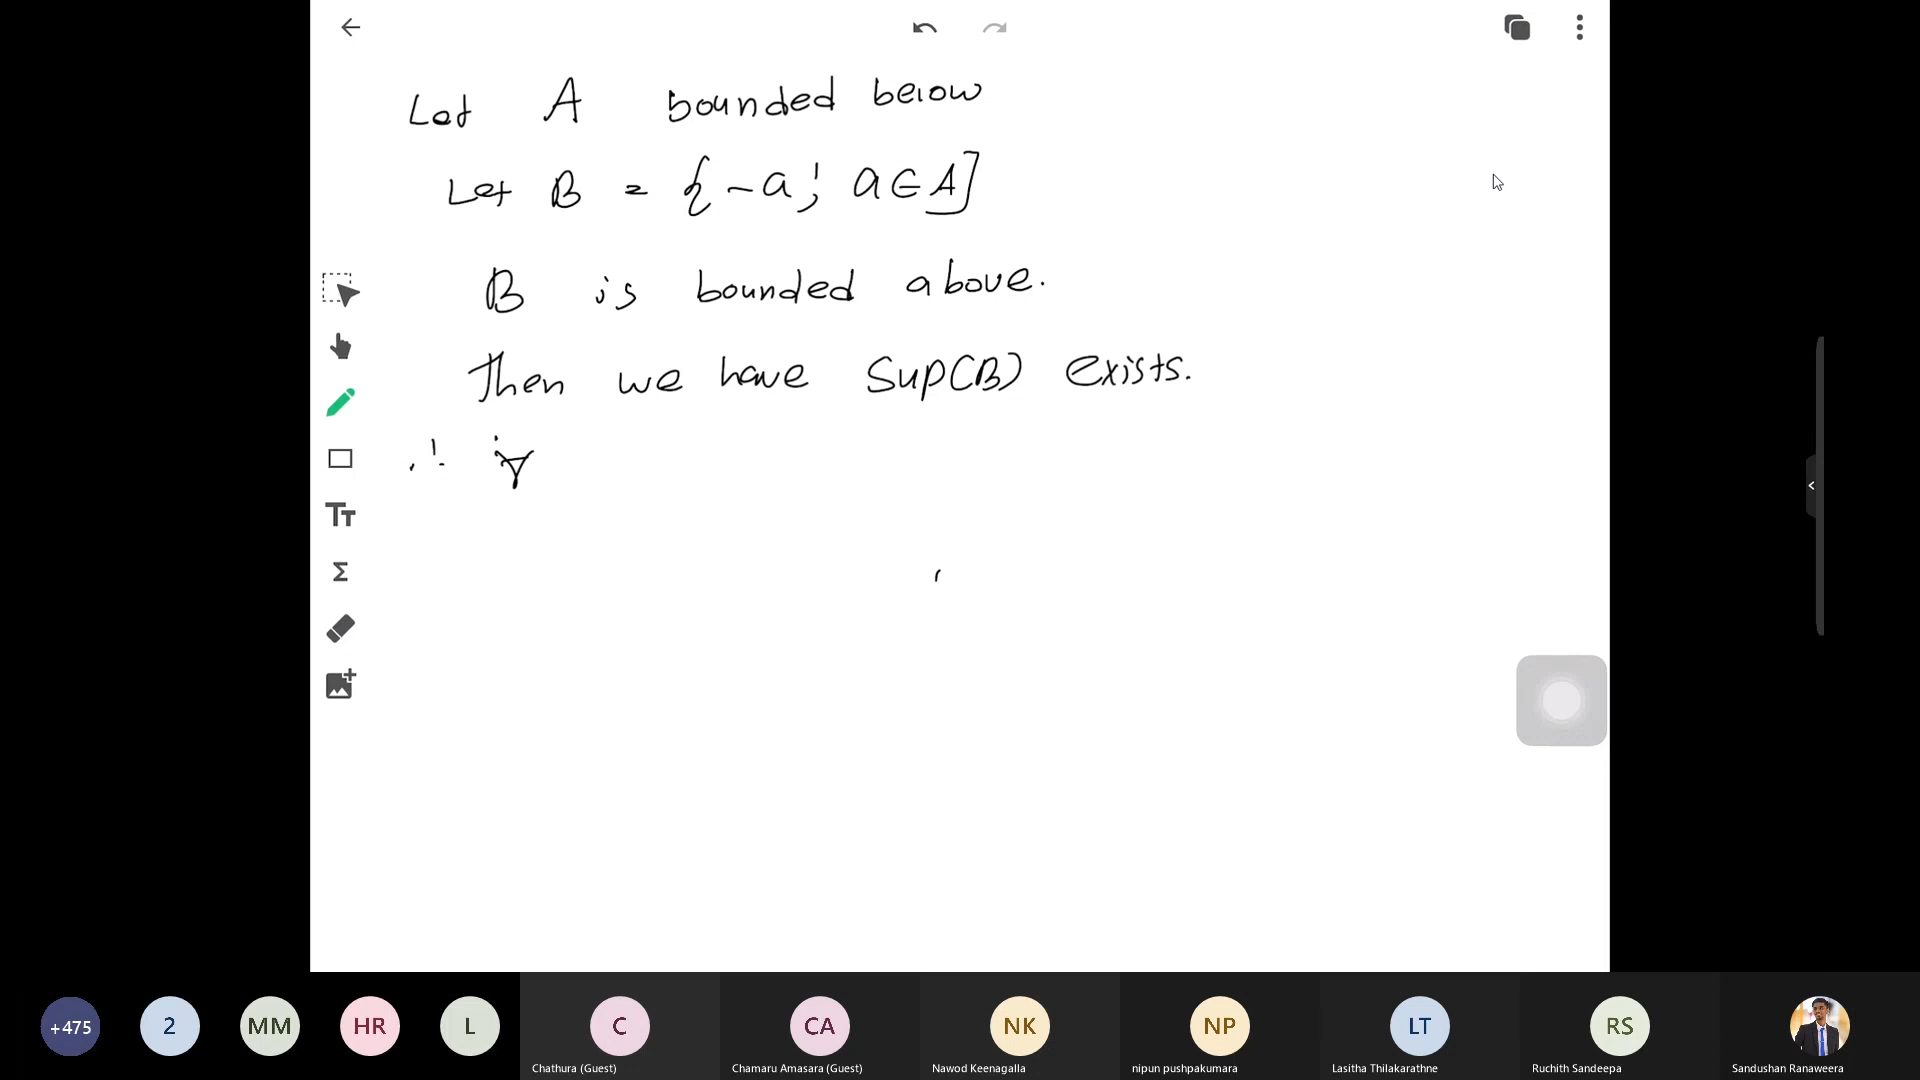 Let A bounded below
Let B = {-a; a∈A}
B is bounded above.
Then we have Sup(B) exists.
∴ ∀
Tт
Σ
+475
2
MM
HR
L
C
CA
NK
NP
LT
RS
Chathura (Guest)
Chamaru Amasara (Guest)
Nawod Keenagalla
nipun pushpakumara
Lasitha Thilakarathne
Ruchith Sandeepa
Sandushan Ranaweera